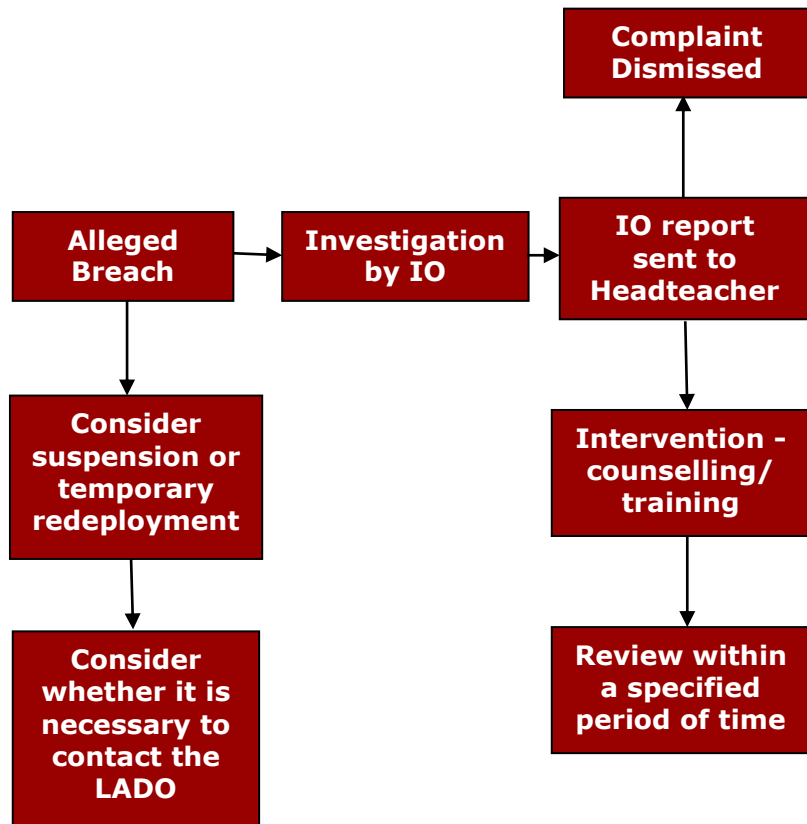 Complaint
Dismissed
Alleged
Breach
Investigation
by IO
IO report
sent to
Headteacher
Consider
suspension or
temporary
redeployment
Intervention -
counselling/
training
Consider
whether it is
necessary to
contact the
LADO
Review within
a specified
period of time